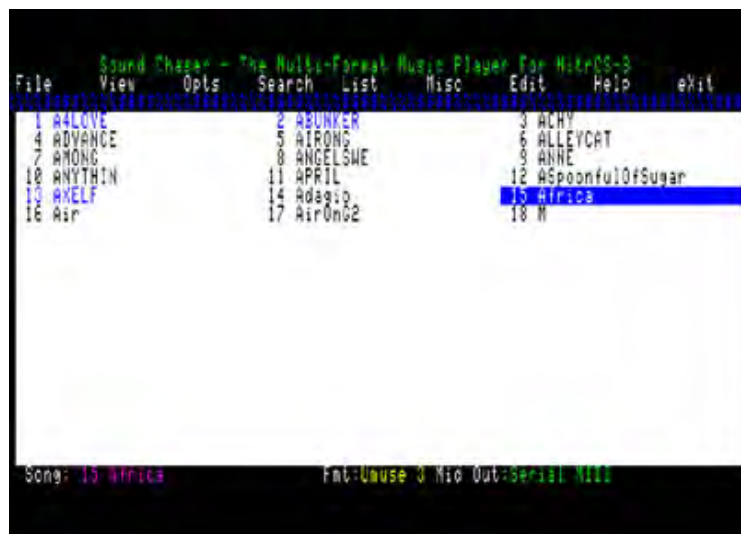 Sound Chaser - The Multi-Format Music Player For NitrOS-9
File View Opts Search List Misc Edit Help eXit
1 A4LOVE 2 ABUNKER 3 ACHY
4 ADVANCE 5 AIRONG 6 ALLEYCAT
7 AMONG 8 ANGELSWE 9 ANNE
10 ANYTHIN 11 APRIL 12 ASpoonfulOfSugar
13 AXELF 14 Adagio 15 Africa
16 Air 17 AirOnG2 18 M
Song: 15 Africa Fmt:Umuse 3 Mid Out:Serial MIDI